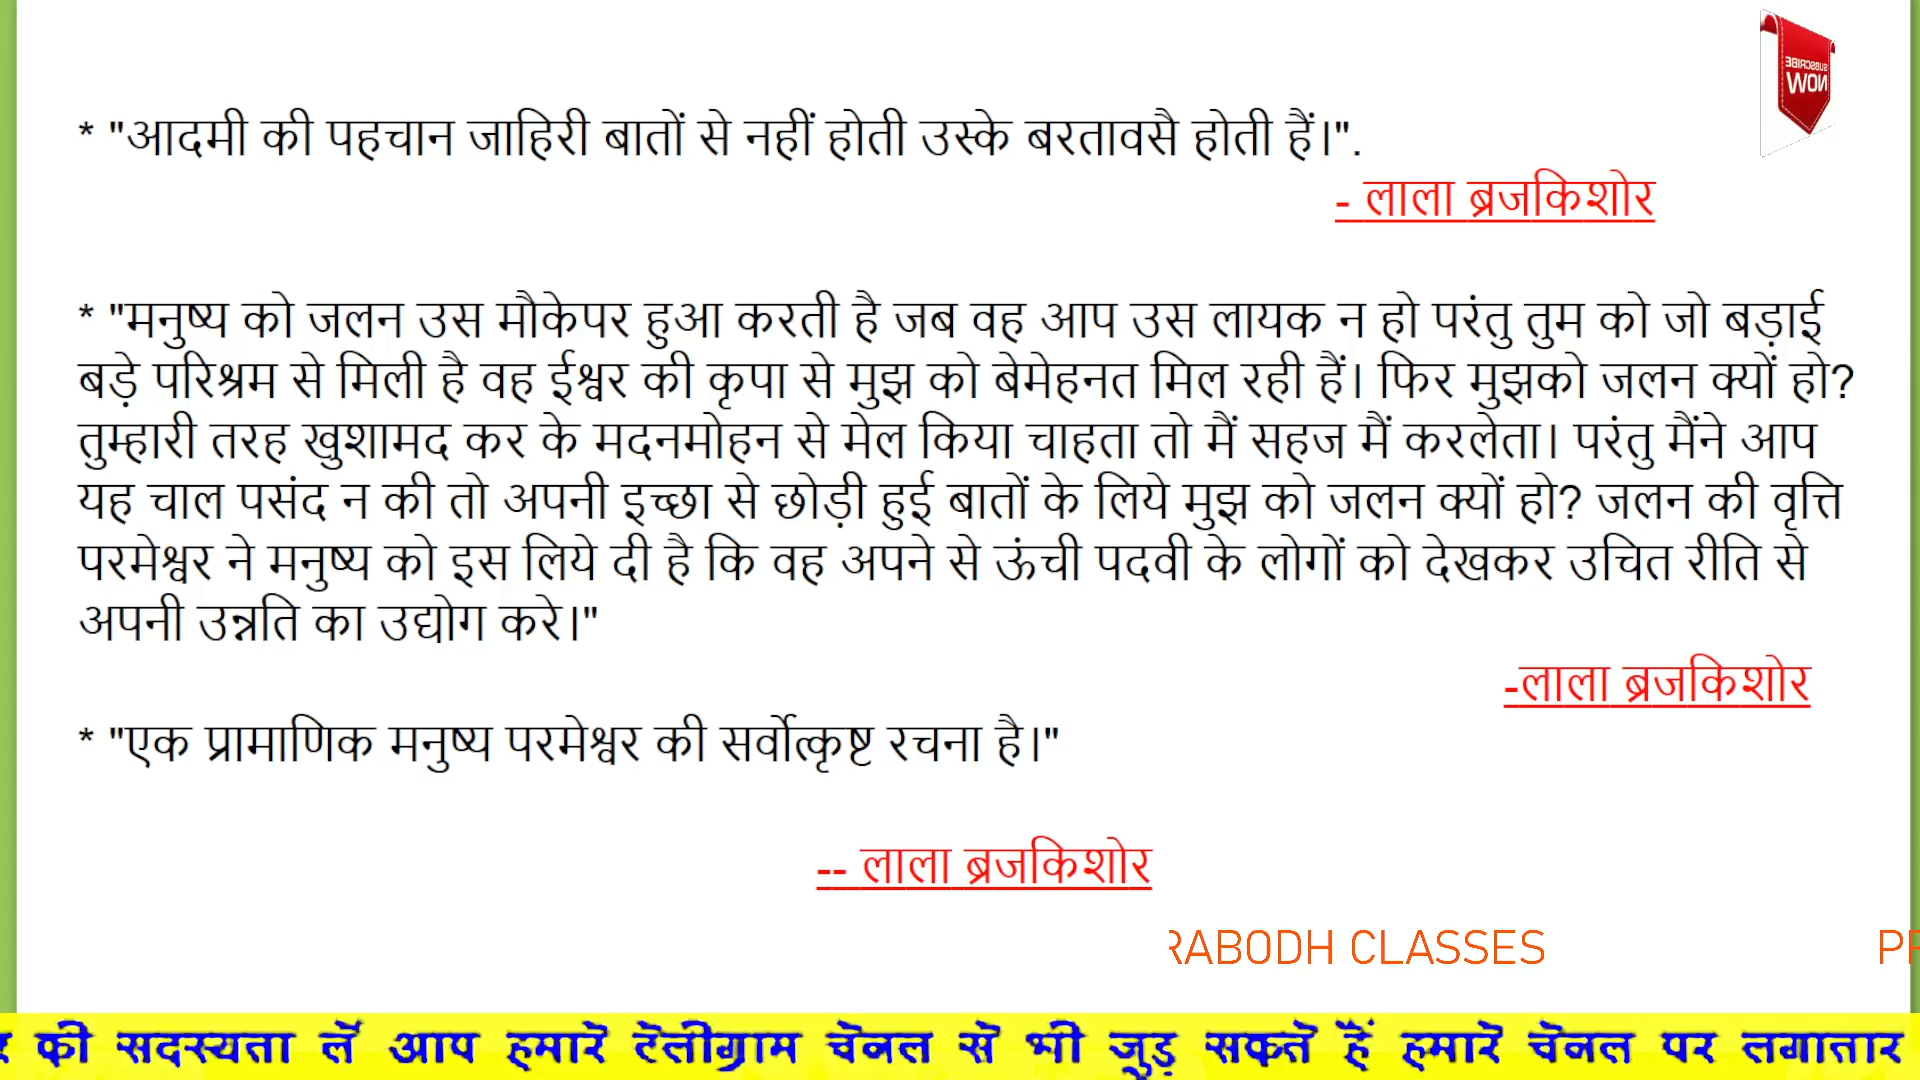 SUBSCRIBE
NOW
* "आदमी की पहचान जाहिरी बातों से नहीं होती उस्के बरतावसै होती हैं।".
- लाला ब्रजकिशोर
* "मनुष्य को जलन उस मौकेपर हुआ करती है जब वह आप उस लायक न हो परंतु तुम को जो बड़ाई
बड़े परिश्रम से मिली है वह ईश्वर की कृपा से मुझ को बेमेहनत मिल रही हैं। फिर मुझको जलन क्यों हो?
तुम्हारी तरह खुशामद कर के मदनमोहन से मेल किया चाहता तो मैं सहज मैं करलेता। परंतु मैंने आप
यह चाल पसंद न की तो अपनी इच्छा से छोड़ी हुई बातों के लिये मुझ को जलन क्यों हो? जलन की वृत्ति
परमेश्वर ने मनुष्य को इस लिये दी है कि वह अपने से ऊंची पदवी के लोगों को देखकर उचित रीति से
अपनी उन्नति का उद्योग करे।"
-लाला ब्रजकिशोर
* "एक प्रामाणिक मनुष्य परमेश्वर की सर्वोत्कृष्ट रचना है।"
-- लाला ब्रजकिशोर
RABODH CLASSES
की सदस्यता लें आप हमारे टेलीग्राम चैनल से भी जुड़ सकते हैं हमारे चैनल पर लगातार